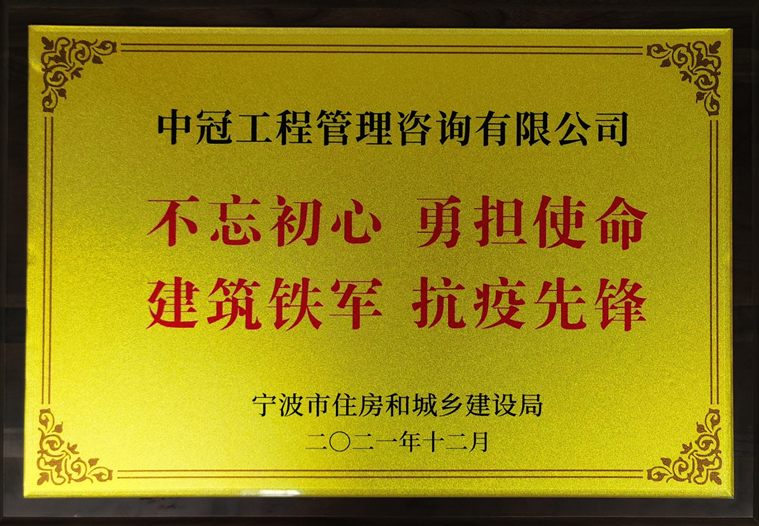 中冠工程管理咨询有限公司
不忘初心 勇担使命
建筑铁军 抗疫先锋
宁波市住房和城乡建设局
二〇二一年十二月